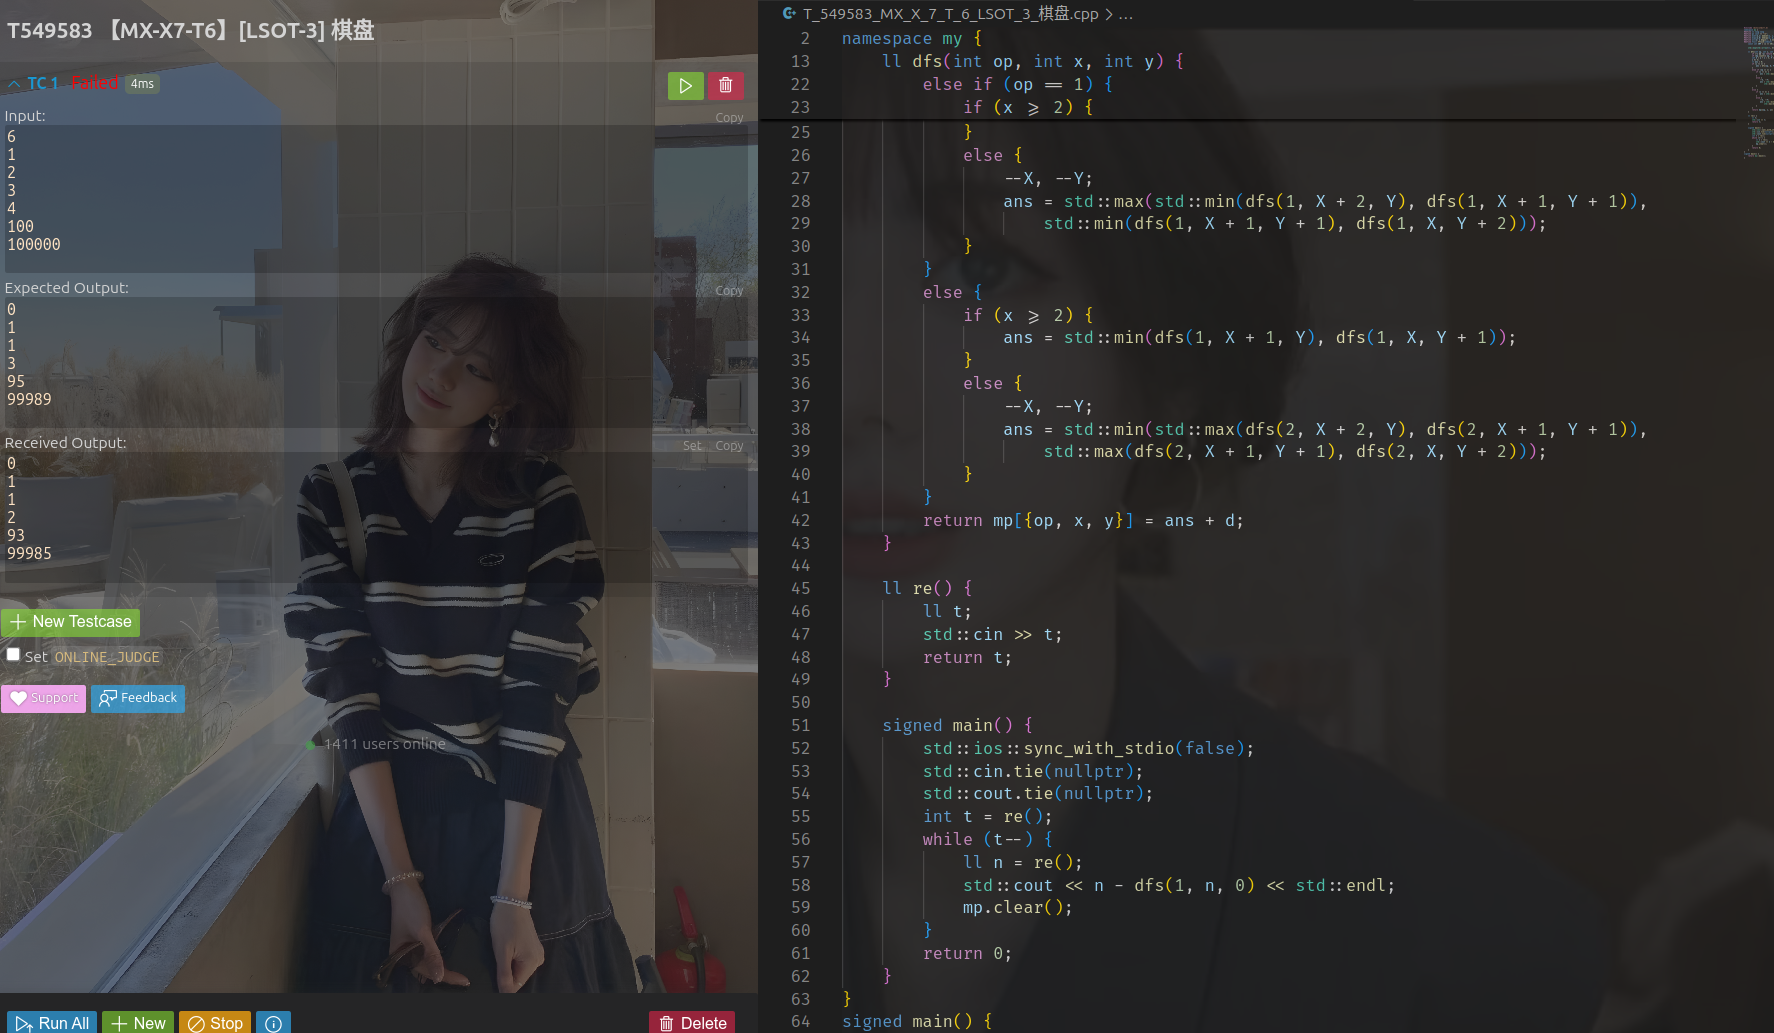 T549583 【MX-X7-T6】[LSOT-3] 棋盘
TC 1 Failed 4ms
Input:
Copy
6
1
2
3
4
100
100000
Expected Output:
Copy
0
1
1
3
95
99989
Received Output:
Set Copy
0
1
1
2
93
99985
+ New Testcase
Set ONLINE_JUDGE
Support Feedback
1411 users online
Run All + New Stop Delete
T_549583_MX_X_7_T_6_LSOT_3_棋盘.cpp > ...
2 namespace my {
13 ll dfs(int op, int x, int y) {
22 else if (op == 1) {
23 if (x >= 2) {
25 }
26 else {
27 --X, --Y;
28 ans = std::max(std::min(dfs(1, X + 2, Y), dfs(1, X + 1, Y + 1)),
29 std::min(dfs(1, X + 1, Y + 1), dfs(1, X, Y + 2)));
30 }
31 }
32 else {
33 if (x >= 2) {
34 ans = std::min(dfs(1, X + 1, Y), dfs(1, X, Y + 1));
35 }
36 else {
37 --X, --Y;
38 ans = std::min(std::max(dfs(2, X + 2, Y), dfs(2, X + 1, Y + 1)),
39 std::max(dfs(2, X + 1, Y + 1), dfs(2, X, Y + 2)));
40 }
41 }
42 return mp[{op, x, y}] = ans + d;
43 }
44
45 ll re() {
46 ll t;
47 std::cin >> t;
48 return t;
49 }
50
51 signed main() {
52 std::ios::sync_with_stdio(false);
53 std::cin.tie(nullptr);
54 std::cout.tie(nullptr);
55 int t = re();
56 while (t--) {
57 ll n = re();
58 std::cout << n - dfs(1, n, 0) << std::endl;
59 mp.clear();
60 }
61 return 0;
62 }
63 }
64 signed main() {